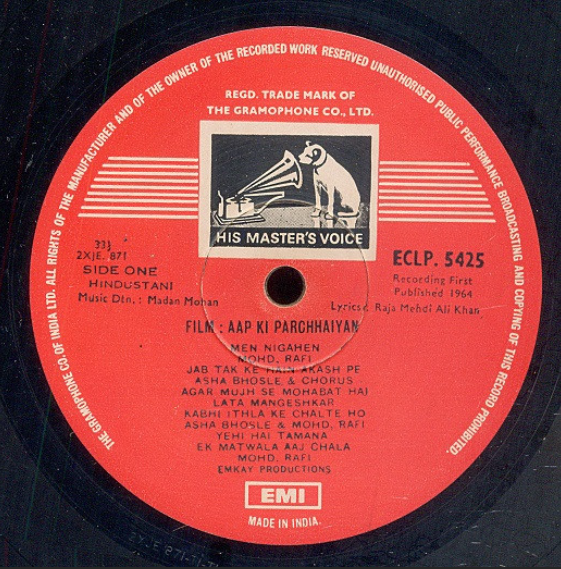 THE GRAMOPHONE CO. OF INDIA LTD. ALL RIGHTS OF THE MANUFACTURER AND OF THE OWNER OF THE RECORDED WORK RESERVED UNAUTHORISED PUBLIC PERFORMANCE BROADCASTING AND COPYING OF THIS RECORD PROHIBITED.
REGD. TRADE MARK OF
THE GRAMOPHONE CO., LTD.
HIS MASTER'S VOICE
33⅓
2XJE. 871
SIDE ONE
HINDUSTANI
Music Dtn.: Madan Mohan
ECLP. 5425
Recording First
Published 1964
Lyrics: Raja Mehdi Ali Khan
FILM : AAP KI PARCHHAIYAN
MEN NIGAHEN
MOHD. RAFI
JAB TAK KE HAIN AKASH PE
ASHA BHOSLE & CHORUS
AGAR MUJH SE MOHABAT HAI
LATA MANGESHKAR
KABHI ITHLA KE CHALTE HO
ASHA BHOSLE & MOHD. RAFI
YEHI HAI TAMANA
EK MATWALA AAJ CHALA
MOHD. RAFI
EMKAY PRODUCTIONS
EMI
MADE IN INDIA.